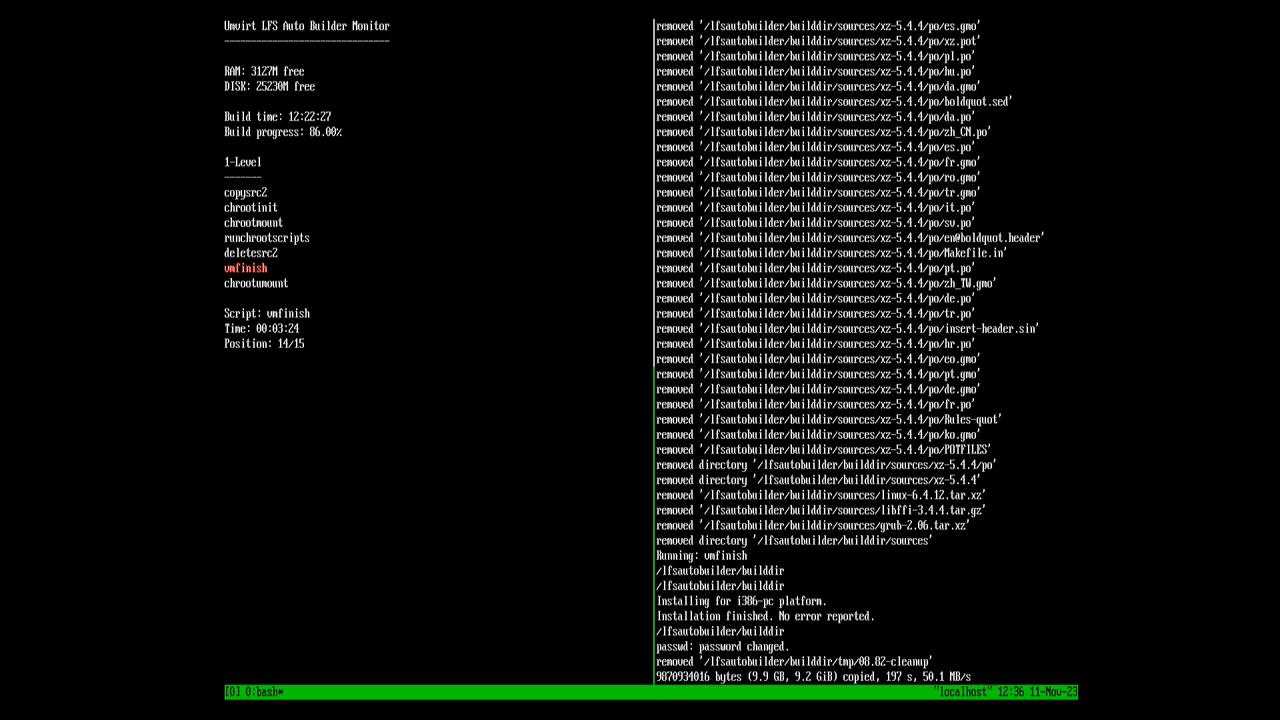 Umvirt LFS Auto Builder Monitor
-------------------------------
RAM: 3127M free
DISK: 25230M free
Build time: 12:22:27
Build progress: 86.00%
1-Level
-------
copysrc2
chrootinit
chrootmount
runchrootscripts
deletesrc2
vmfinish
chrootumount
Script: vmfinish
Time: 00:03:24
Position: 14/15
removed '/lfsautobuilder/builddir/sources/xz-5.4.4/po/es.gmo'
removed '/lfsautobuilder/builddir/sources/xz-5.4.4/po/xz.pot'
removed '/lfsautobuilder/builddir/sources/xz-5.4.4/po/pl.po'
removed '/lfsautobuilder/builddir/sources/xz-5.4.4/po/hu.po'
removed '/lfsautobuilder/builddir/sources/xz-5.4.4/po/da.gmo'
removed '/lfsautobuilder/builddir/sources/xz-5.4.4/po/boldquot.sed'
removed '/lfsautobuilder/builddir/sources/xz-5.4.4/po/da.po'
removed '/lfsautobuilder/builddir/sources/xz-5.4.4/po/zh_CN.po'
removed '/lfsautobuilder/builddir/sources/xz-5.4.4/po/es.po'
removed '/lfsautobuilder/builddir/sources/xz-5.4.4/po/fr.gmo'
removed '/lfsautobuilder/builddir/sources/xz-5.4.4/po/ro.gmo'
removed '/lfsautobuilder/builddir/sources/xz-5.4.4/po/tr.gmo'
removed '/lfsautobuilder/builddir/sources/xz-5.4.4/po/it.po'
removed '/lfsautobuilder/builddir/sources/xz-5.4.4/po/sv.po'
removed '/lfsautobuilder/builddir/sources/xz-5.4.4/po/en@boldquot.header'
removed '/lfsautobuilder/builddir/sources/xz-5.4.4/po/Makefile.in'
removed '/lfsautobuilder/builddir/sources/xz-5.4.4/po/pt.po'
removed '/lfsautobuilder/builddir/sources/xz-5.4.4/po/zh_TW.gmo'
removed '/lfsautobuilder/builddir/sources/xz-5.4.4/po/de.po'
removed '/lfsautobuilder/builddir/sources/xz-5.4.4/po/tr.po'
removed '/lfsautobuilder/builddir/sources/xz-5.4.4/po/insert-header.sin'
removed '/lfsautobuilder/builddir/sources/xz-5.4.4/po/hr.po'
removed '/lfsautobuilder/builddir/sources/xz-5.4.4/po/eo.gmo'
removed '/lfsautobuilder/builddir/sources/xz-5.4.4/po/pt.gmo'
removed '/lfsautobuilder/builddir/sources/xz-5.4.4/po/de.gmo'
removed '/lfsautobuilder/builddir/sources/xz-5.4.4/po/fr.po'
removed '/lfsautobuilder/builddir/sources/xz-5.4.4/po/Rules-quot'
removed '/lfsautobuilder/builddir/sources/xz-5.4.4/po/ko.gmo'
removed '/lfsautobuilder/builddir/sources/xz-5.4.4/po/POTFILES'
removed directory '/lfsautobuilder/builddir/sources/xz-5.4.4/po'
removed directory '/lfsautobuilder/builddir/sources/xz-5.4.4'
removed '/lfsautobuilder/builddir/sources/linux-6.4.12.tar.xz'
removed '/lfsautobuilder/builddir/sources/libffi-3.4.4.tar.gz'
removed '/lfsautobuilder/builddir/sources/grub-2.06.tar.xz'
removed directory '/lfsautobuilder/builddir/sources'
Running: vmfinish
/lfsautobuilder/builddir
/lfsautobuilder/builddir
Installing for i386-pc platform.
Installation finished. No error reported.
/lfsautobuilder/builddir
passwd: password changed.
removed '/lfsautobuilder/builddir/tmp/08.82-cleanup'
9870934016 bytes (9.9 GB, 9.2 GiB) copied, 197 s, 50.1 MB/s
[0] 0:bash* "localhost" 12:36 11-Nov-23